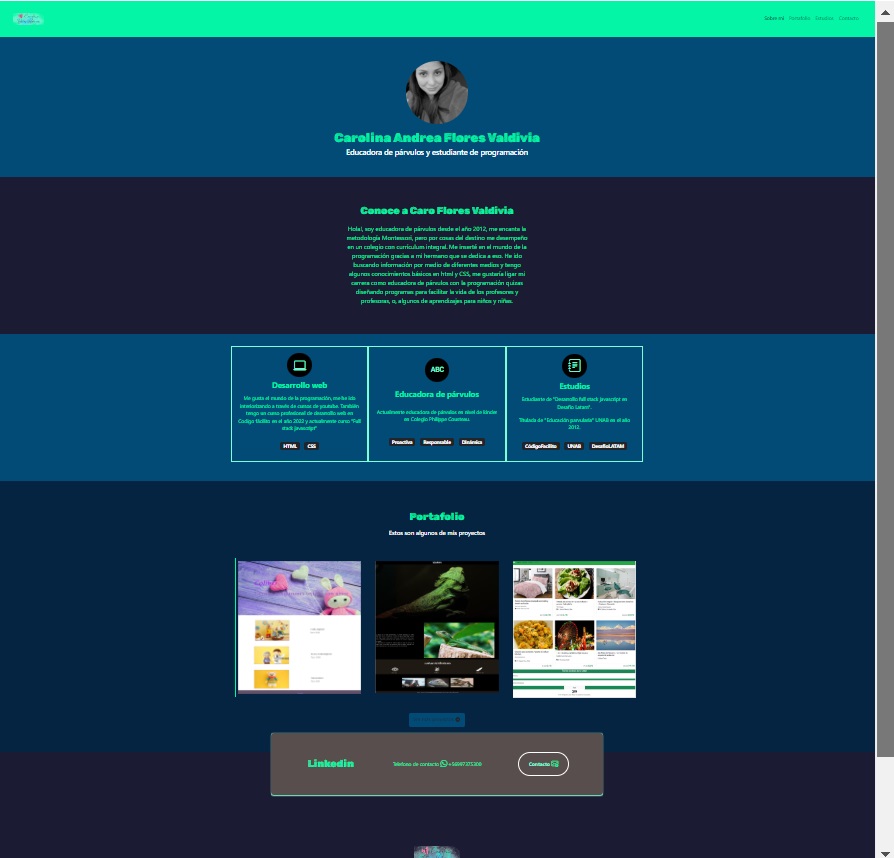 Sobre mí Portafolio Estudios Contacto
Carolina Andrea Flores Valdivia
Educadora de párvulos y estudiante de programación
Conoce a Caro Flores Valdivia
Hola!, soy educadora de párvulos desde el año 2012, me encanta la
metodología Montessori, pero por cosas del destino me desempeño
en un colegio con curriculum integral. Me inserté en el mundo de la
programación gracias a mi hermano que se dedica a eso. He ido
buscando información por medio de diferentes medios y tengo
algunos conocimientos básicos en html y CSS, me gustaría ligar mi
carrera como educadora de párvulos con la programación quizas
diseñando programas para facilitar la vida de los profesores y
profesoras, o, algunos de aprendizajes para niños y niñas.
Desarrollo web
Me gusta el mundo de la programación, me he ido
interiorizando a través de cursos de youtube. También
tengo un curso profesional de desarrollo web en
Codigo facilito en el año 2022 y actualmente curso "Full
stack javascript"
HTML CSS
ABC
Educadora de párvulos
Actualmente educadora de párvulos en nivel de kinder
en Colegio Philippe Cousteau.
Proactiva Responsable Dinámica
Estudios
Estudiante de "Desarrollo full stack javascript en
Desafío Latam".
Titulada de "Educación parvularia" UNAB en el año
2012.
CódigoFacilito UNAB DesafíoLATAM
Portafolio
Estos son algunos de mis proyectos
Linkedin
Telefono de contacto
Contacto